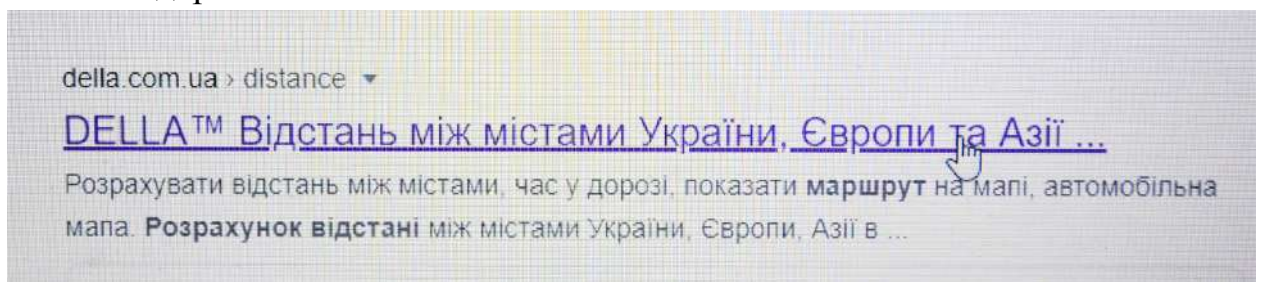 della.com.ua › distance
DELLA™ Відстань між містами України, Європи та Азії ...
Розрахувати відстань між містами, час у дорозі, показати маршрут на мапі, автомобільна
мапа. Розрахунок відстані між містами України, Європи, Азії в ...